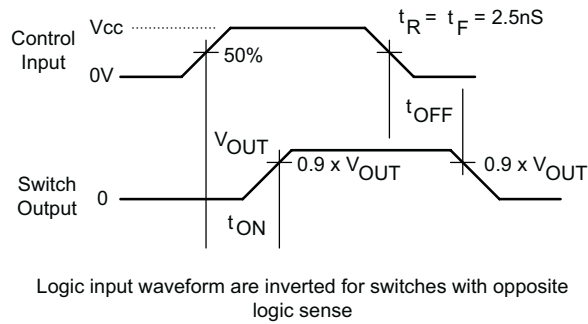 Vcc
Control
Input
0V
50%
tR = tF = 2.5nS
tOFF
VOUT
0.9 x VOUT
0.9 x VOUT
Switch
Output
0
tON
Logic input waveform are inverted for switches with opposite
logic sense